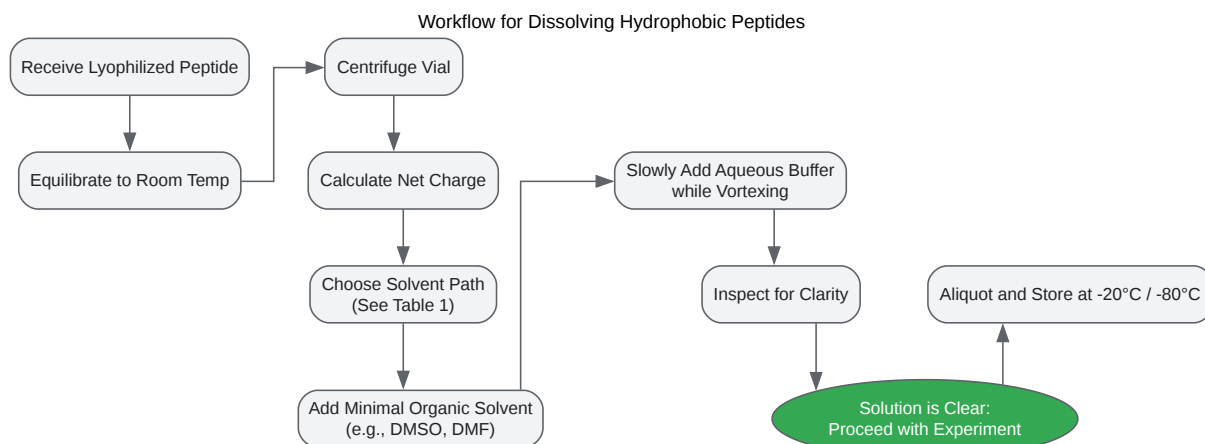 Workflow for Dissolving Hydrophobic Peptides
Receive Lyophilized Peptide
Equilibrate to Room Temp
Centrifuge Vial
Calculate Net Charge
Choose Solvent Path
(See Table 1)
Add Minimal Organic Solvent
(e.g., DMSO, DMF)
Slowly Add Aqueous Buffer
while Vortexing
Inspect for Clarity
Solution is Clear:
Proceed with Experiment
Aliquot and Store at -20°C / -80°C